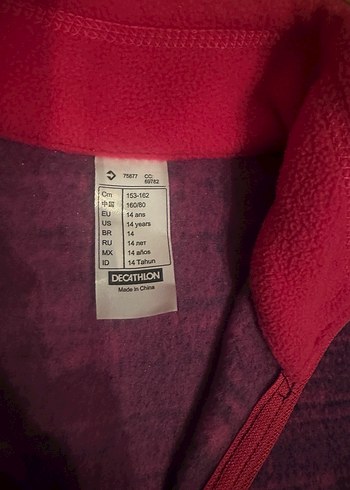 75877 CC:
69782
Cm 153-162
中国 160/80
EU 14 ans
US 14 years
BR 14
RU 14 лет
MX 14 años
ID 14 Tahun
DECATHLON
Made in China